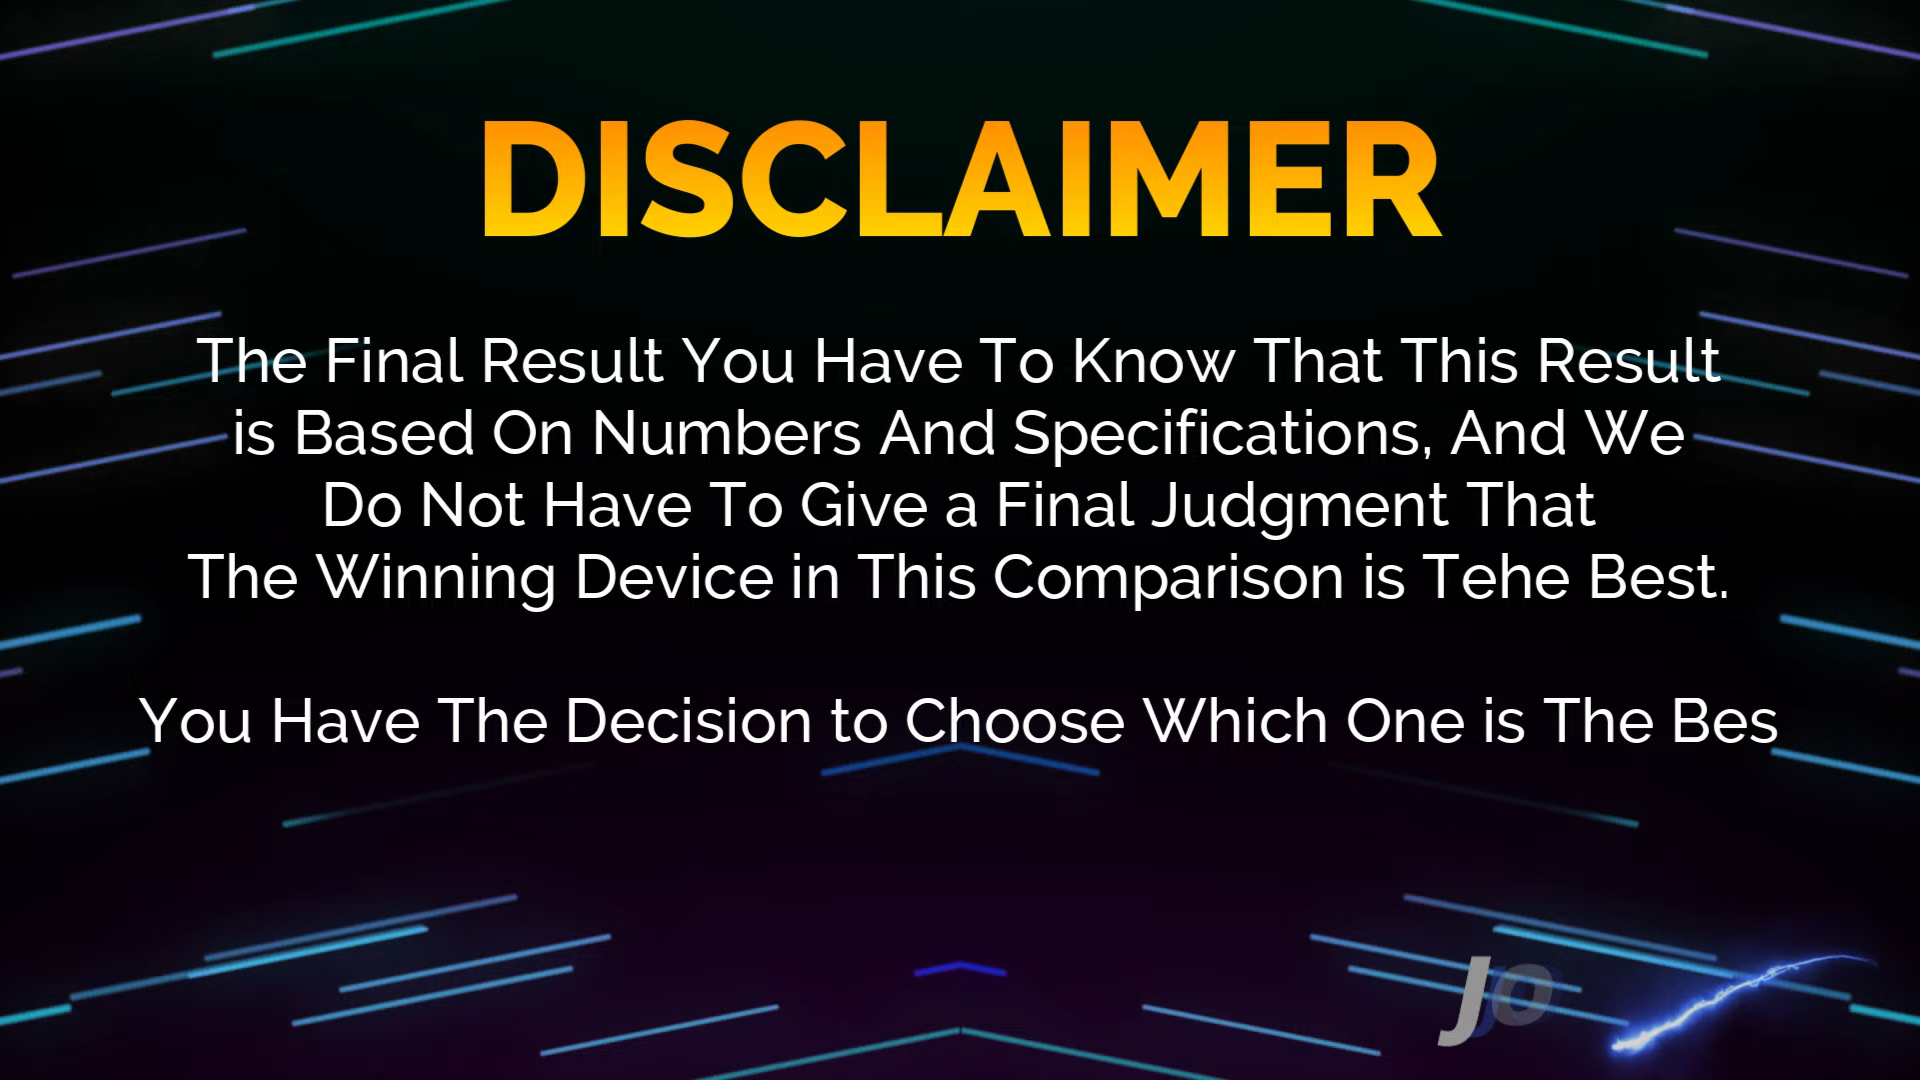 DISCLAIMER
The Final Result You Have To Know That This Result
is Based On Numbers And Specifications, And We
Do Not Have To Give a Final Judgment That
The Winning Device in This Comparison is Tehe Best.
You Have The Decision to Choose Which One is The Bes
Jo